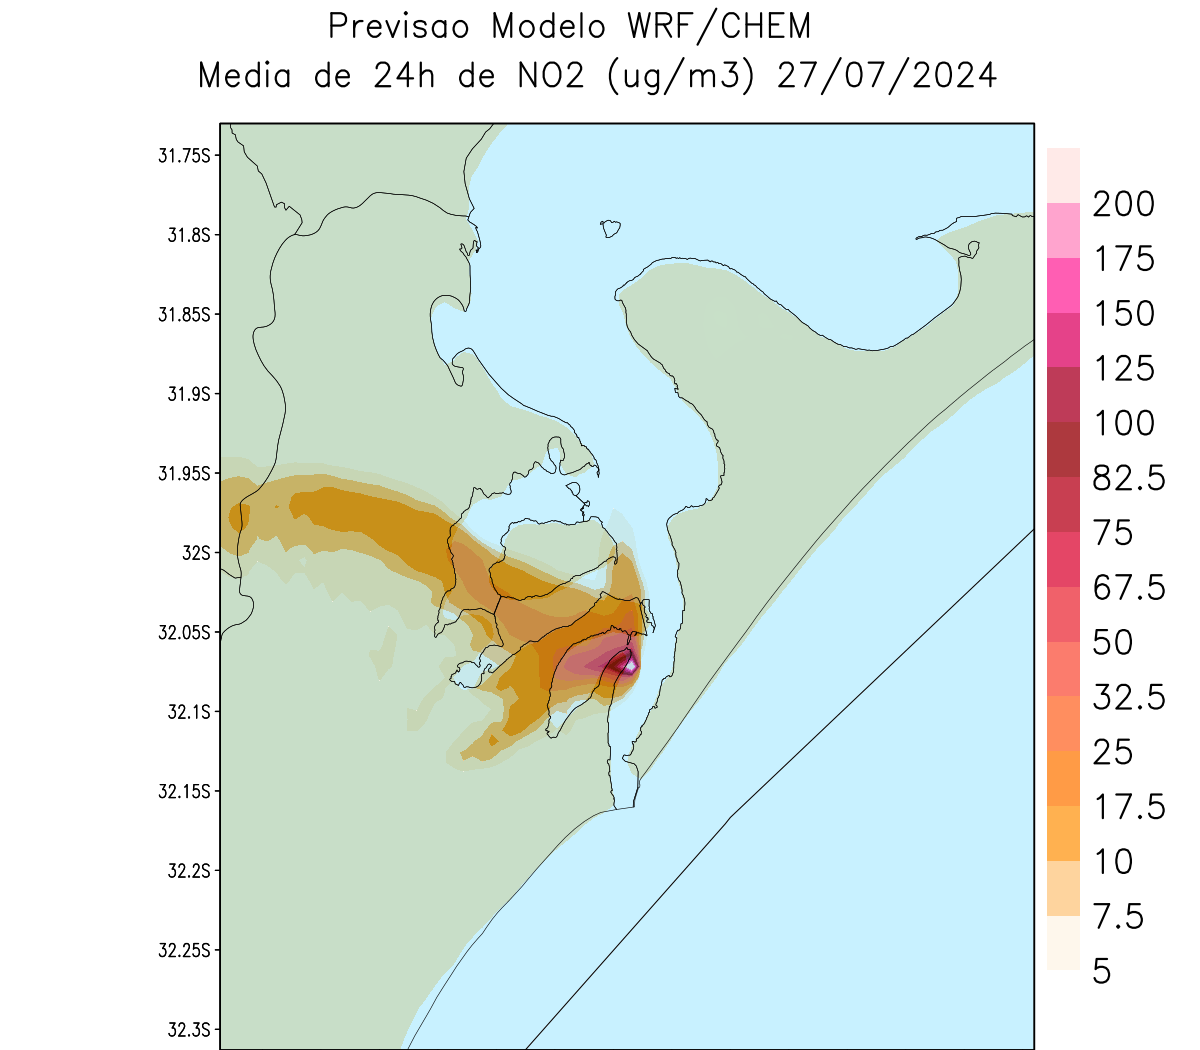 Previsao Modelo WRF/CHEM
Media de 24h de NO2 (ug/m3) 27/07/2024
31.75S
31.8S
31.85S
31.9S
31.95S
32S
32.05S
32.1S
32.15S
32.2S
32.25S
32.3S
200
175
150
125
100
82.5
75
67.5
50
32.5
25
17.5
10
7.5
5